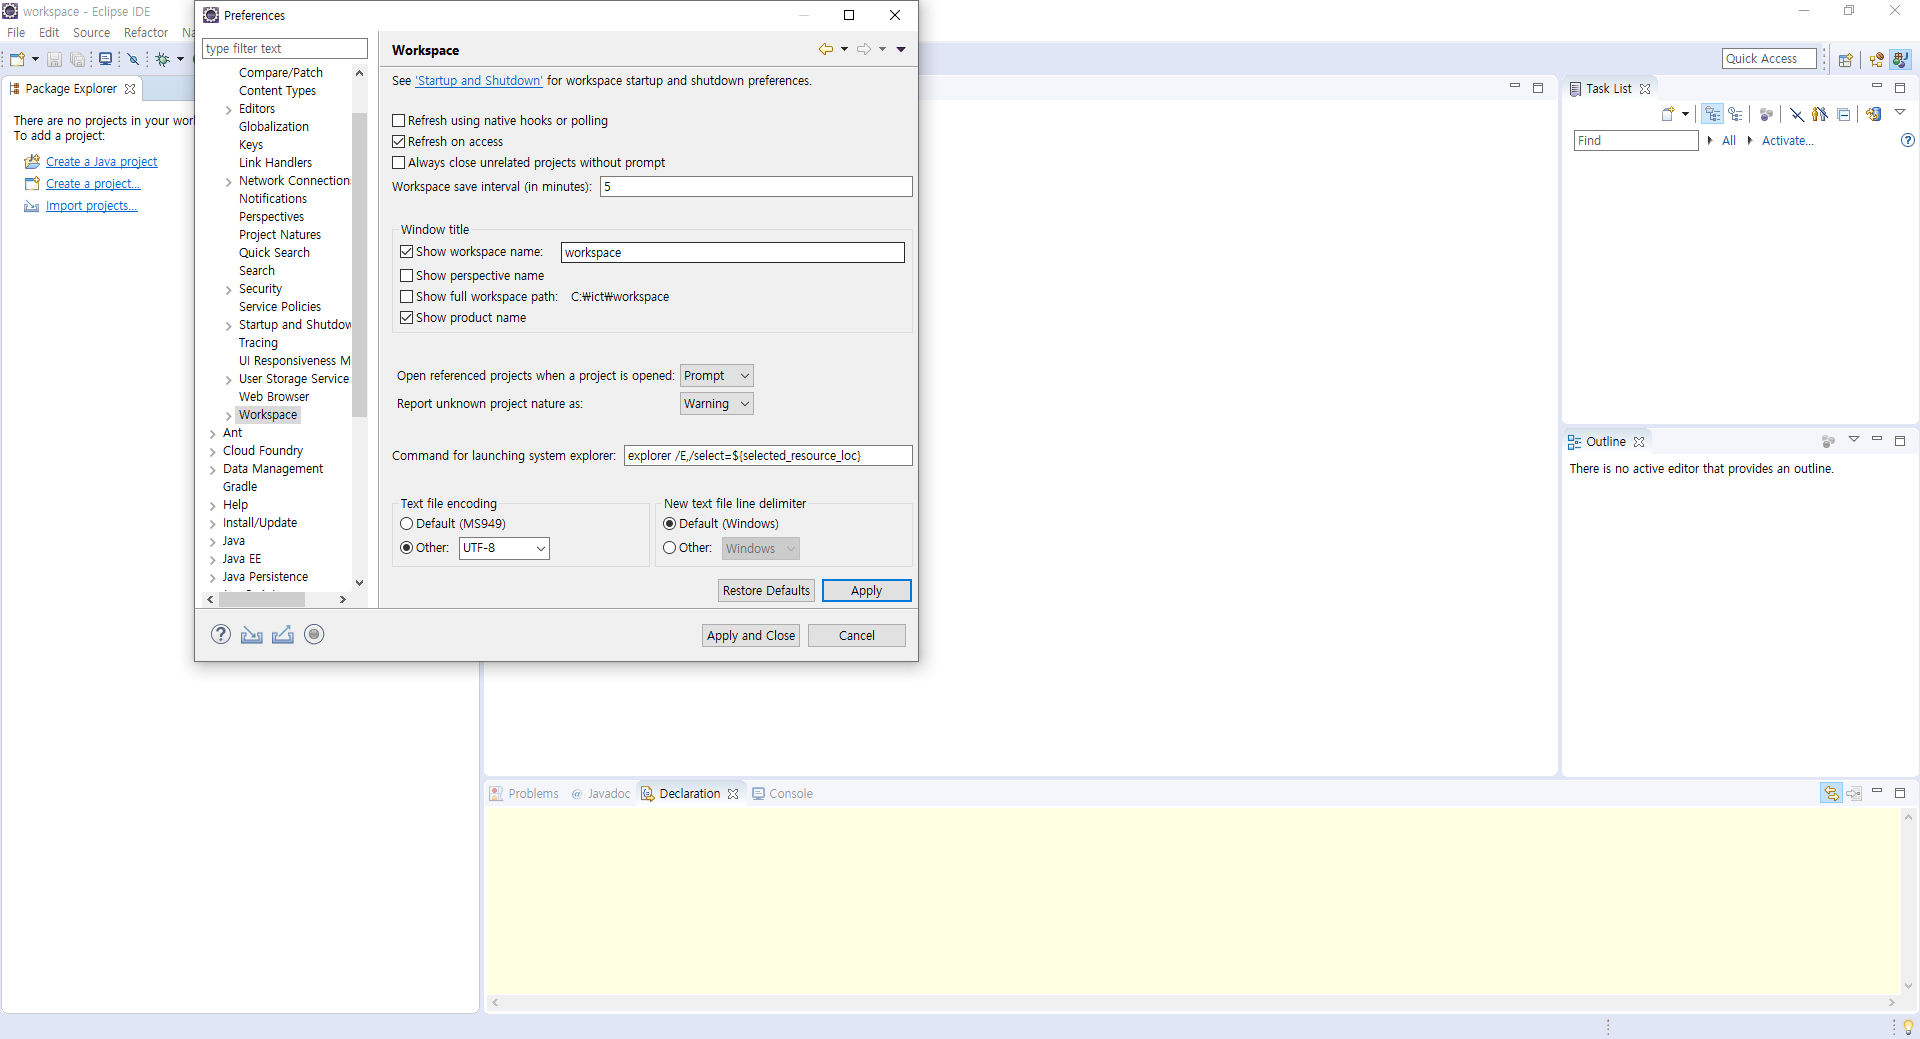 workspace - Eclipse IDE
File Edit Source Refactor
Quick Access
Package Explorer
There are no projects in your
To add a project:
Create a Java project
Create a project...
Import projects...
Preferences
type filter text
Compare/Patch
Content Types
Editors
Globalization
Keys
Link Handlers
Network Connection
Notifications
Perspectives
Project Natures
Quick Search
Search
Security
Service Policies
Startup and Shutdow
Tracing
UI Responsiveness M
User Storage Service
Web Browser
Workspace
Ant
Cloud Foundry
Data Management
Gradle
Help
Install/Update
Java
Java EE
Java Persistence
Workspace
See 'Startup and Shutdown' for workspace startup and shutdown preferences.
Refresh using native hooks or polling
Refresh on access
Always close unrelated projects without prompt
Workspace save interval (in minutes): 5
Window title
Show workspace name: workspace
Show perspective name
Show full workspace path: C:₩ict₩workspace
Show product name
Open referenced projects when a project is opened: Prompt
Report unknown project nature as: Warning
Command for launching system explorer: explorer /E,/select=${selected_resource_loc}
Text file encoding
Default (MS949)
Other: UTF-8
New text file line delimiter
Default (Windows)
Other: Windows
Restore Defaults Apply
Apply and Close Cancel
Task List
Find All Activate...
Outline
There is no active editor that provides an outline.
Problems @ Javadoc Declaration Console